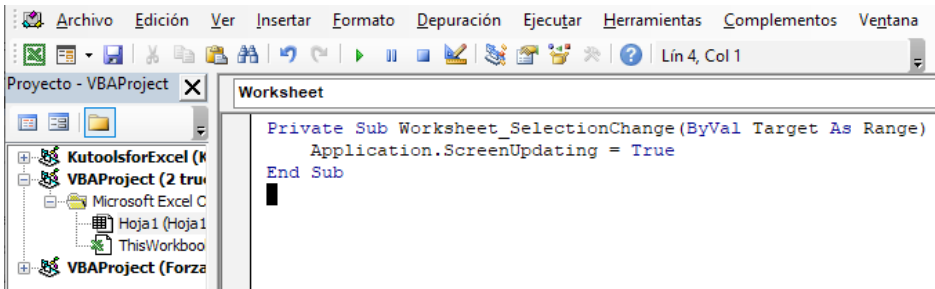 Archivo Edición Ver Insertar Formato Depuración Ejecutar Herramientas Complementos Ventana
Lín 4, Col 1
Proyecto - VBAProject
Worksheet
Private Sub Worksheet_SelectionChange(ByVal Target As Range)
Application.ScreenUpdating = True
End Sub
KutoolsforExcel (K
VBAProject (2 tru
Microsoft Excel O
Hoja1 (Hoja1
ThisWorkboo
VBAProject (Forza